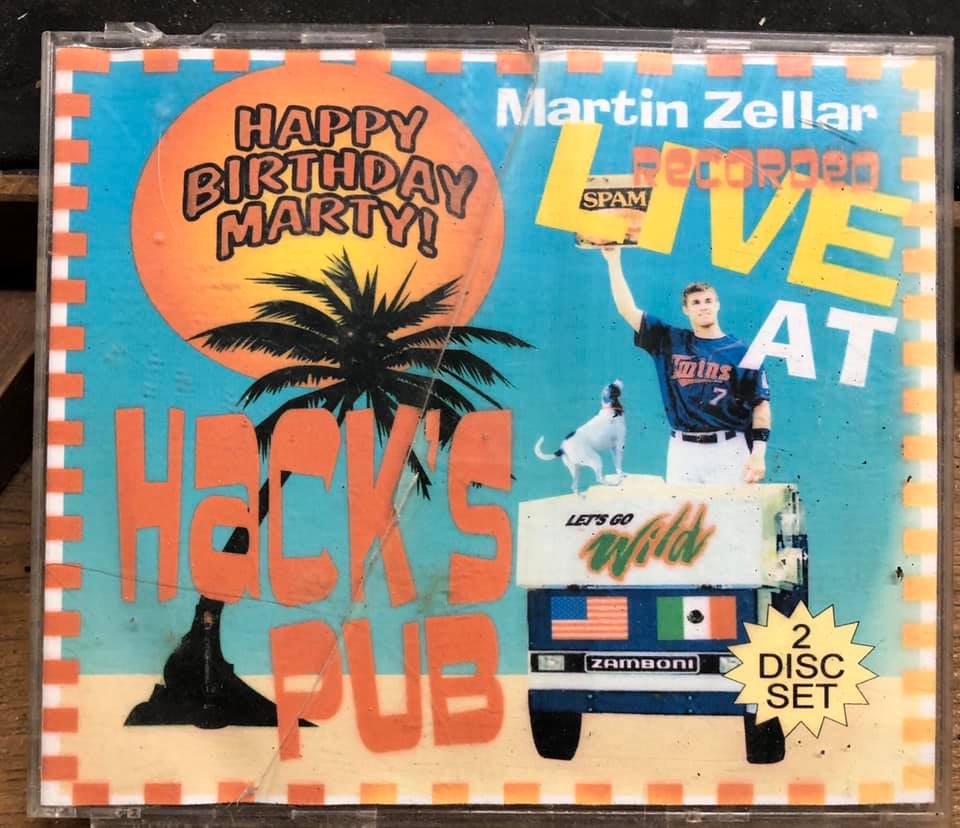 HAPPY
BIRTHDAY
MARTY!
HaCK'S
PUB
Martin Zellar
ReCORDeD
LIVE
AT
SPAM
Twins
7
LET'S GO
Wild
ZAMBONI
2
DISC
SET